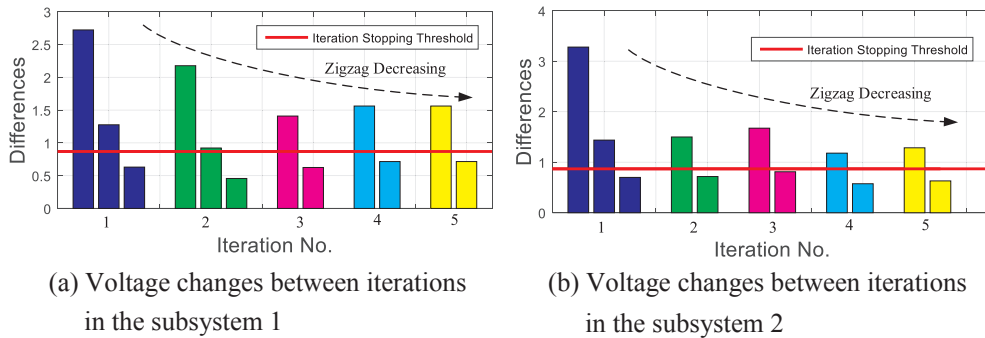 3
2.5
2
1.5
1
0.5
0
Differences
Iteration Stopping Threshold
Zigzag Decreasing
1 2 3 4 5
Iteration No.
(a) Voltage changes between iterations
in the subsystem 1
4
3
2
1
0
Differences
Iteration Stopping Threshold
Zigzag Decreasing
1 2 3 4 5
Iteration No.
(b) Voltage changes between iterations
in the subsystem 2